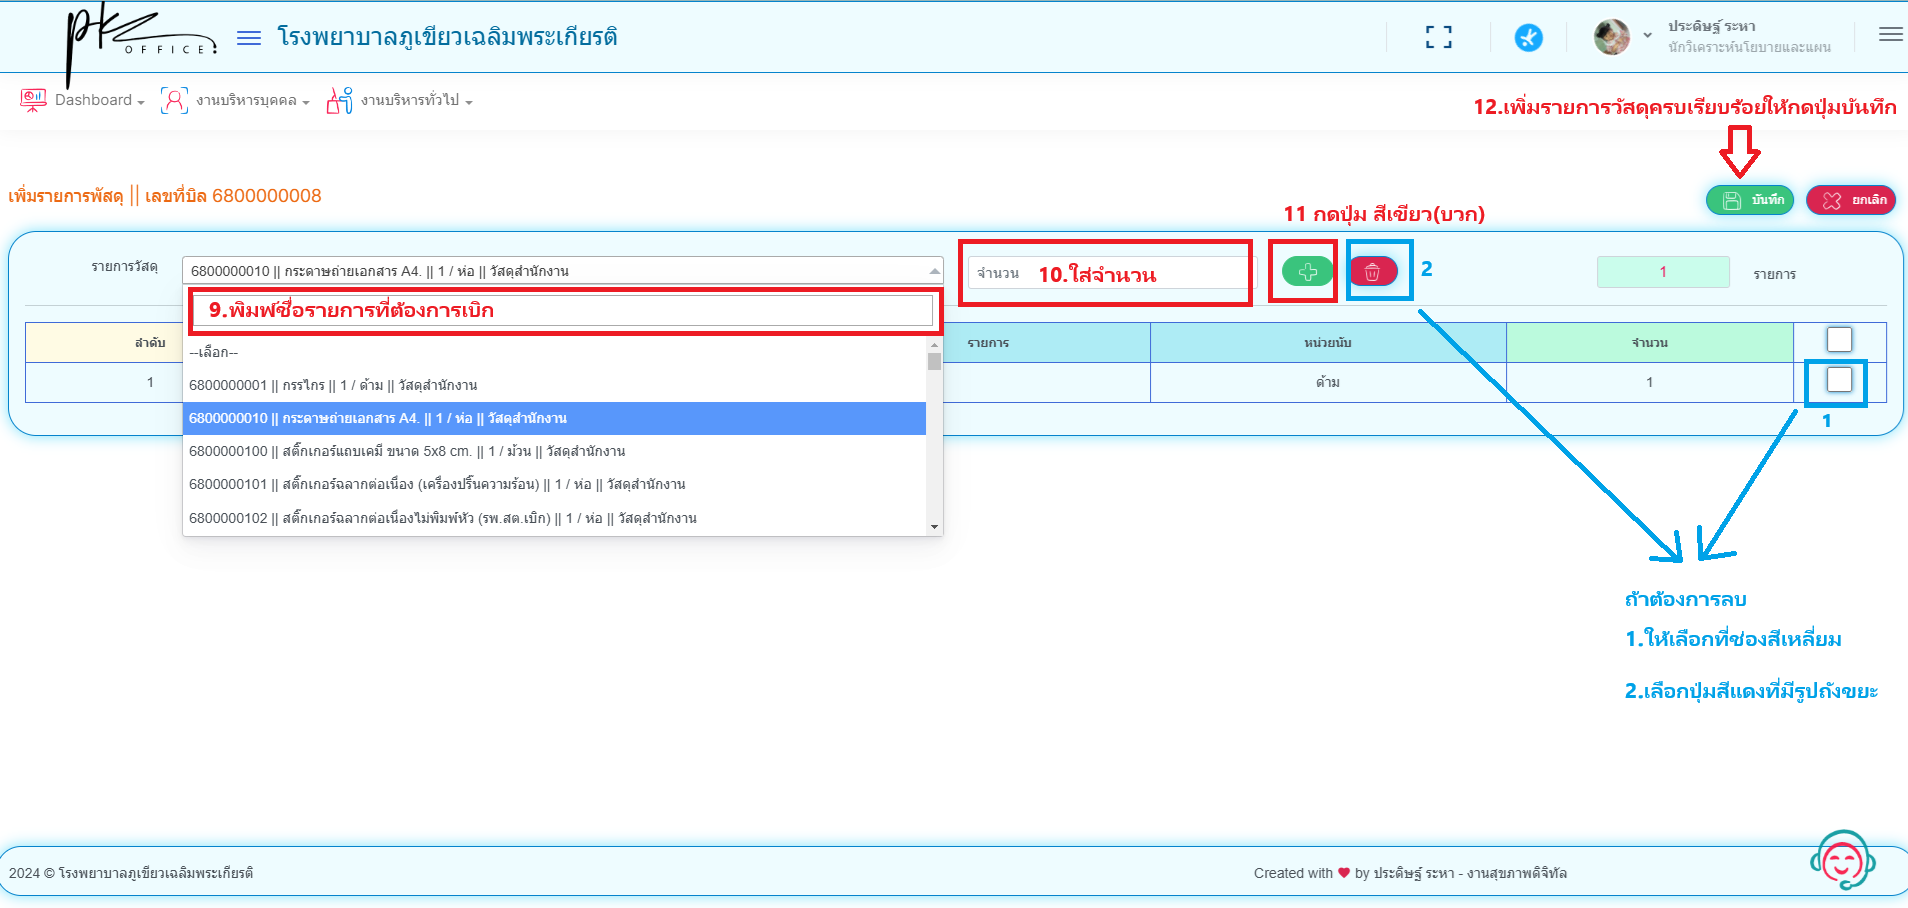 pk OFFICE
โรงพยาบาลภูเขียวเฉลิมพระเกียรติ
ประดิษฐ์ ระหา
นักวิเคราะห์นโยบายและแผน
Dashboard งานบริหารบุคคล งานบริหารทั่วไป
12.เพิ่มรายการวัสดุครบเรียบร้อยให้กดปุ่มบันทึก
เพิ่มรายการพัสดุ || เลขที่บิล 6800000008
บันทึก ยกเลิก
11 กดปุ่ม สีเขียว(บวก)
รายการวัสดุ 6800000010 || กระดาษถ่ายเอกสาร A4. || 1 / ห่อ || วัสดุสำนักงาน จำนวน 10.ใส่จำนวน 2 1 รายการ
9.พิมพ์ชื่อรายการที่ต้องการเบิก
ลำดับ รายการ หน่วยนับ จำนวน
--เลือก--
1 ด้าม 1
6800000001 || กรรไกร || 1 / ด้าม || วัสดุสำนักงาน
6800000010 || กระดาษถ่ายเอกสาร A4. || 1 / ห่อ || วัสดุสำนักงาน
1
6800000100 || สติ๊กเกอร์แถบเคมี ขนาด 5x8 cm. || 1 / ม้วน || วัสดุสำนักงาน
6800000101 || สติ๊กเกอร์ฉลากต่อเนื่อง (เครื่องปริ้นความร้อน) || 1 / ห่อ || วัสดุสำนักงาน
6800000102 || สติ๊กเกอร์ฉลากต่อเนื่องไม่พิมพ์หัว (รพ.สต.เบิก) || 1 / ห่อ || วัสดุสำนักงาน
ถ้าต้องการลบ
1.ให้เลือกที่ช่องสีเหลี่ยม
2.เลือกปุ่มสีแดงที่มีรูปถังขยะ
2024 © โรงพยาบาลภูเขียวเฉลิมพระเกียรติ
Created with ♥ by ประดิษฐ์ ระหา - งานสุขภาพดิจิทัล